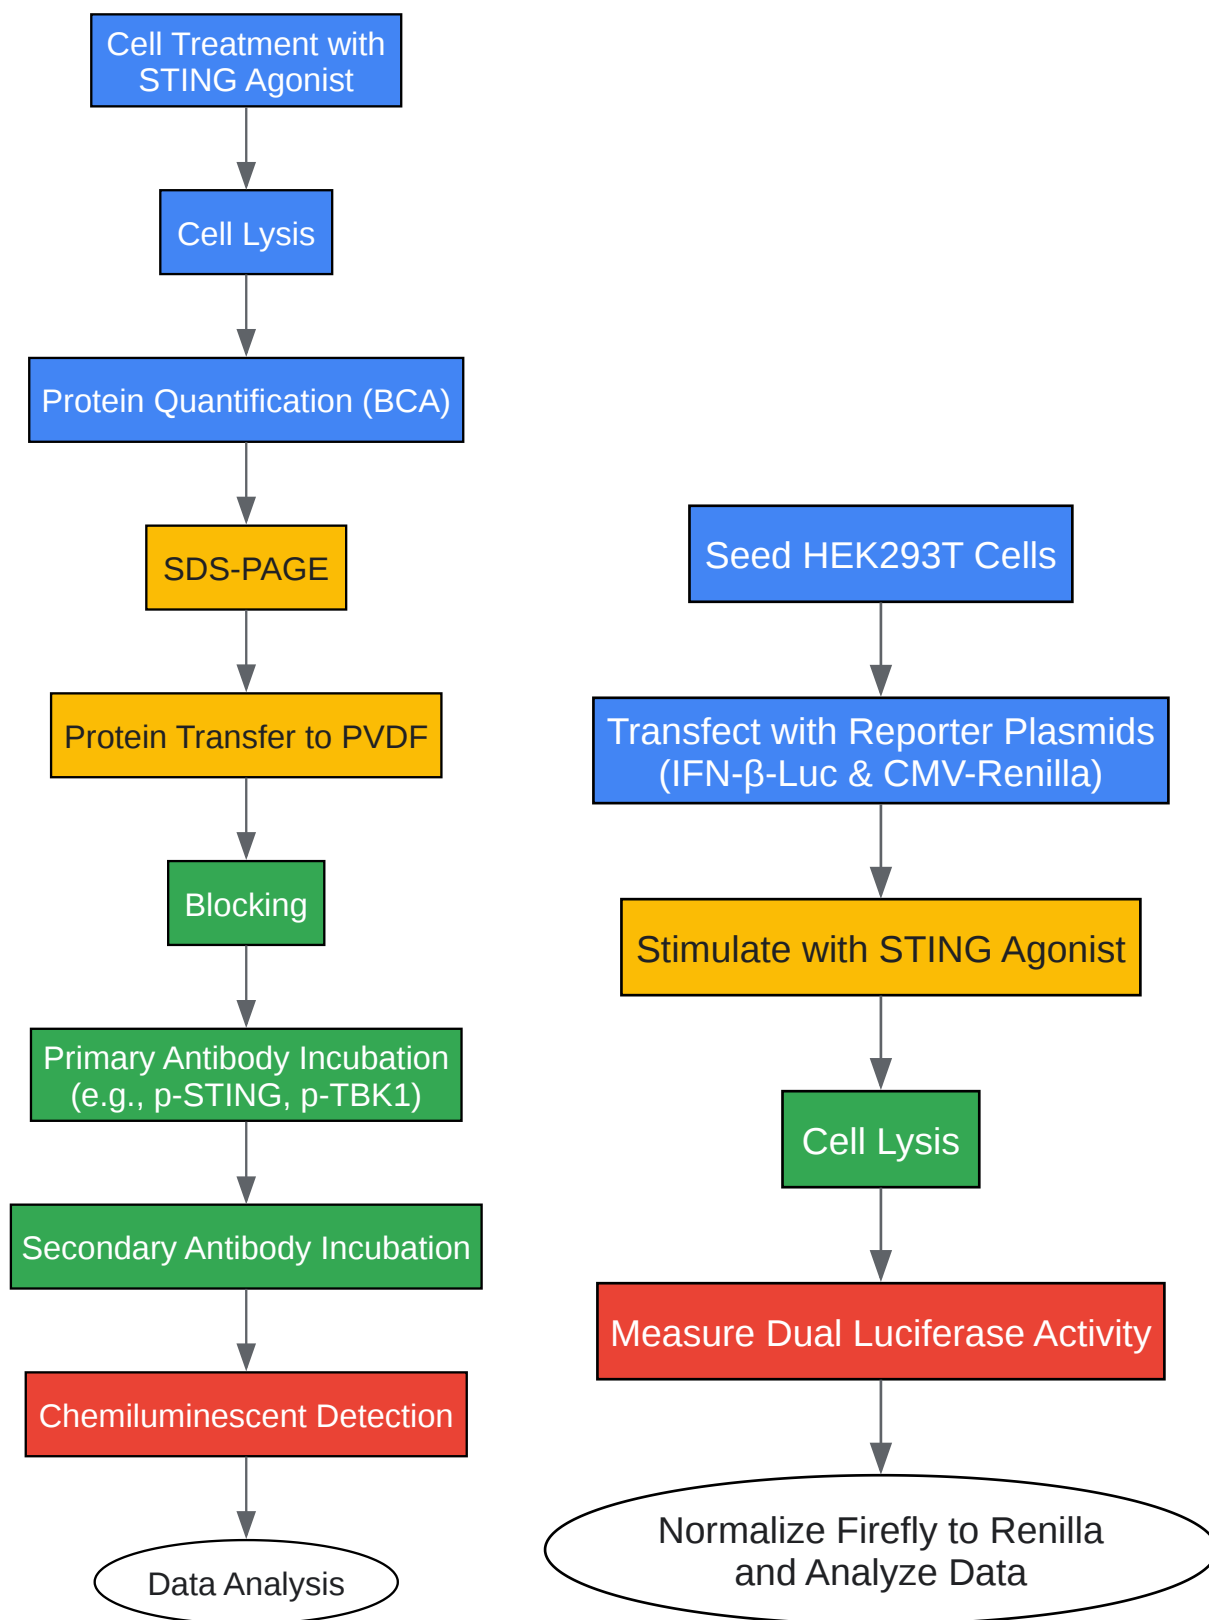 Cell Treatment with
STING Agonist
Cell Lysis
Protein Quantification (BCA)
SDS-PAGE
Protein Transfer to PVDF
Blocking
Primary Antibody Incubation
(e.g., p-STING, p-TBK1)
Secondary Antibody Incubation
Chemiluminescent Detection
Data Analysis
Seed HEK293T Cells
Transfect with Reporter Plasmids
(IFN-β-Luc & CMV-Renilla)
Stimulate with STING Agonist
Cell Lysis
Measure Dual Luciferase Activity
Normalize Firefly to Renilla
and Analyze Data